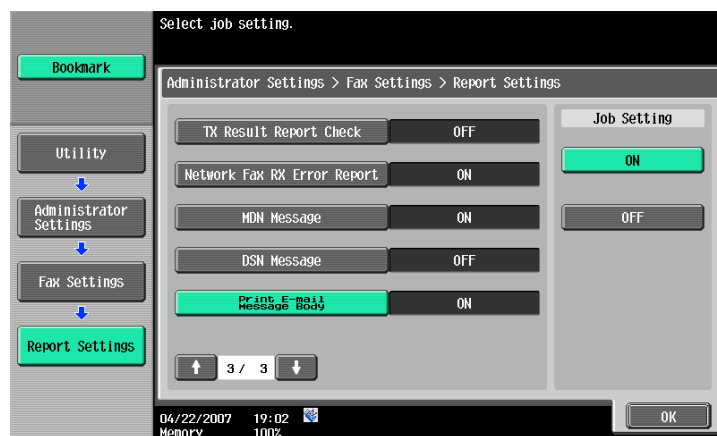 Select job setting.
Bookmark
Administrator Settings > Fax Settings > Report Settings
Utility
Administrator
Settings
Fax Settings
Report Settings
TX Result Report Check OFF
Network Fax RX Error Report ON
MDN Message ON
DSN Message OFF
Print E-mail
Message Body ON
3/ 3
Job Setting
ON
OFF
04/22/2007 19:02
Memory 100%
OK